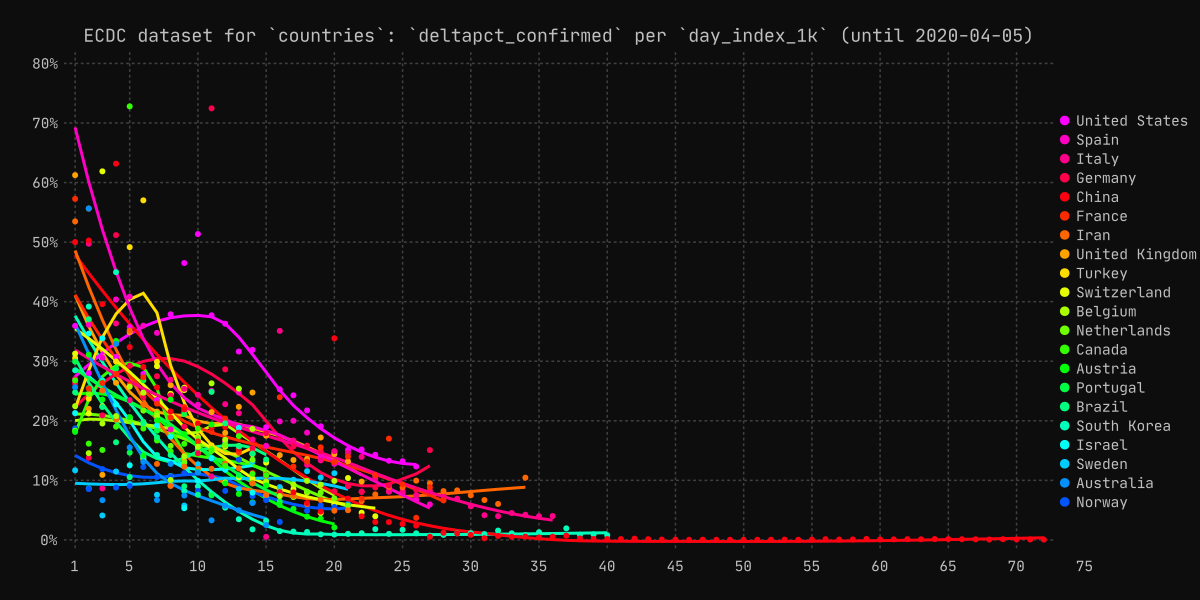 ECDC dataset for `countries`: `deltapct_confirmed` per `day_index_1k` (until 2020-04-05)
80%
70%
60%
50%
40%
30%
20%
10%
0%
1 5 10 15 20 25 30 35 40 45 50 55 60 65 70 75
United States
Spain
Italy
Germany
China
France
Iran
United Kingdom
Turkey
Switzerland
Belgium
Netherlands
Canada
Austria
Portugal
Brazil
South Korea
Israel
Sweden
Australia
Norway